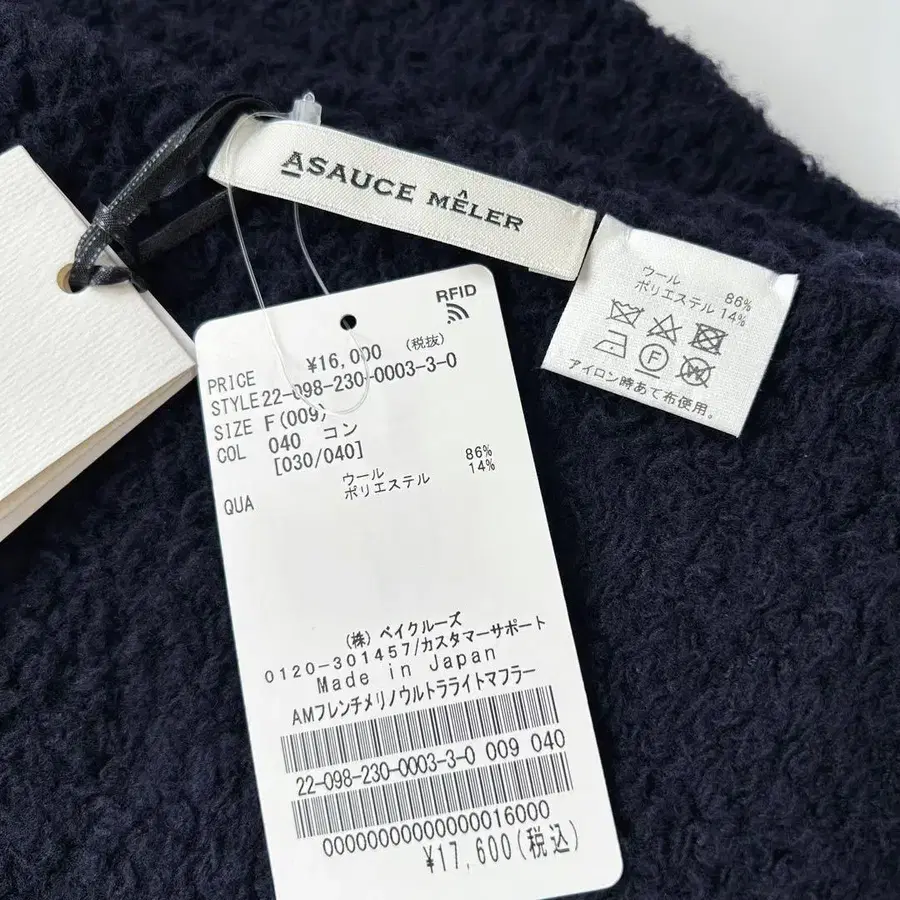 ASAUCE MÊLER
ウール 86%
ポリエステル 14%
F
W
アイロン時あて布使用。
RFID
PRICE ¥16,000 (税抜)
STYLE 22-098-230-0003-3-0
SIZE F(009)
COL 040 コン
[030/040]
QUA ウール 86%
ポリエステル 14%
(株) ベイクルーズ
0120-301457/カスタマーサポート
Made in Japan
AMフレンチメリノウルトラライトマフラー
22-098-230-0003-3-0 009 040
00000000000000016000
¥17,600(税込)